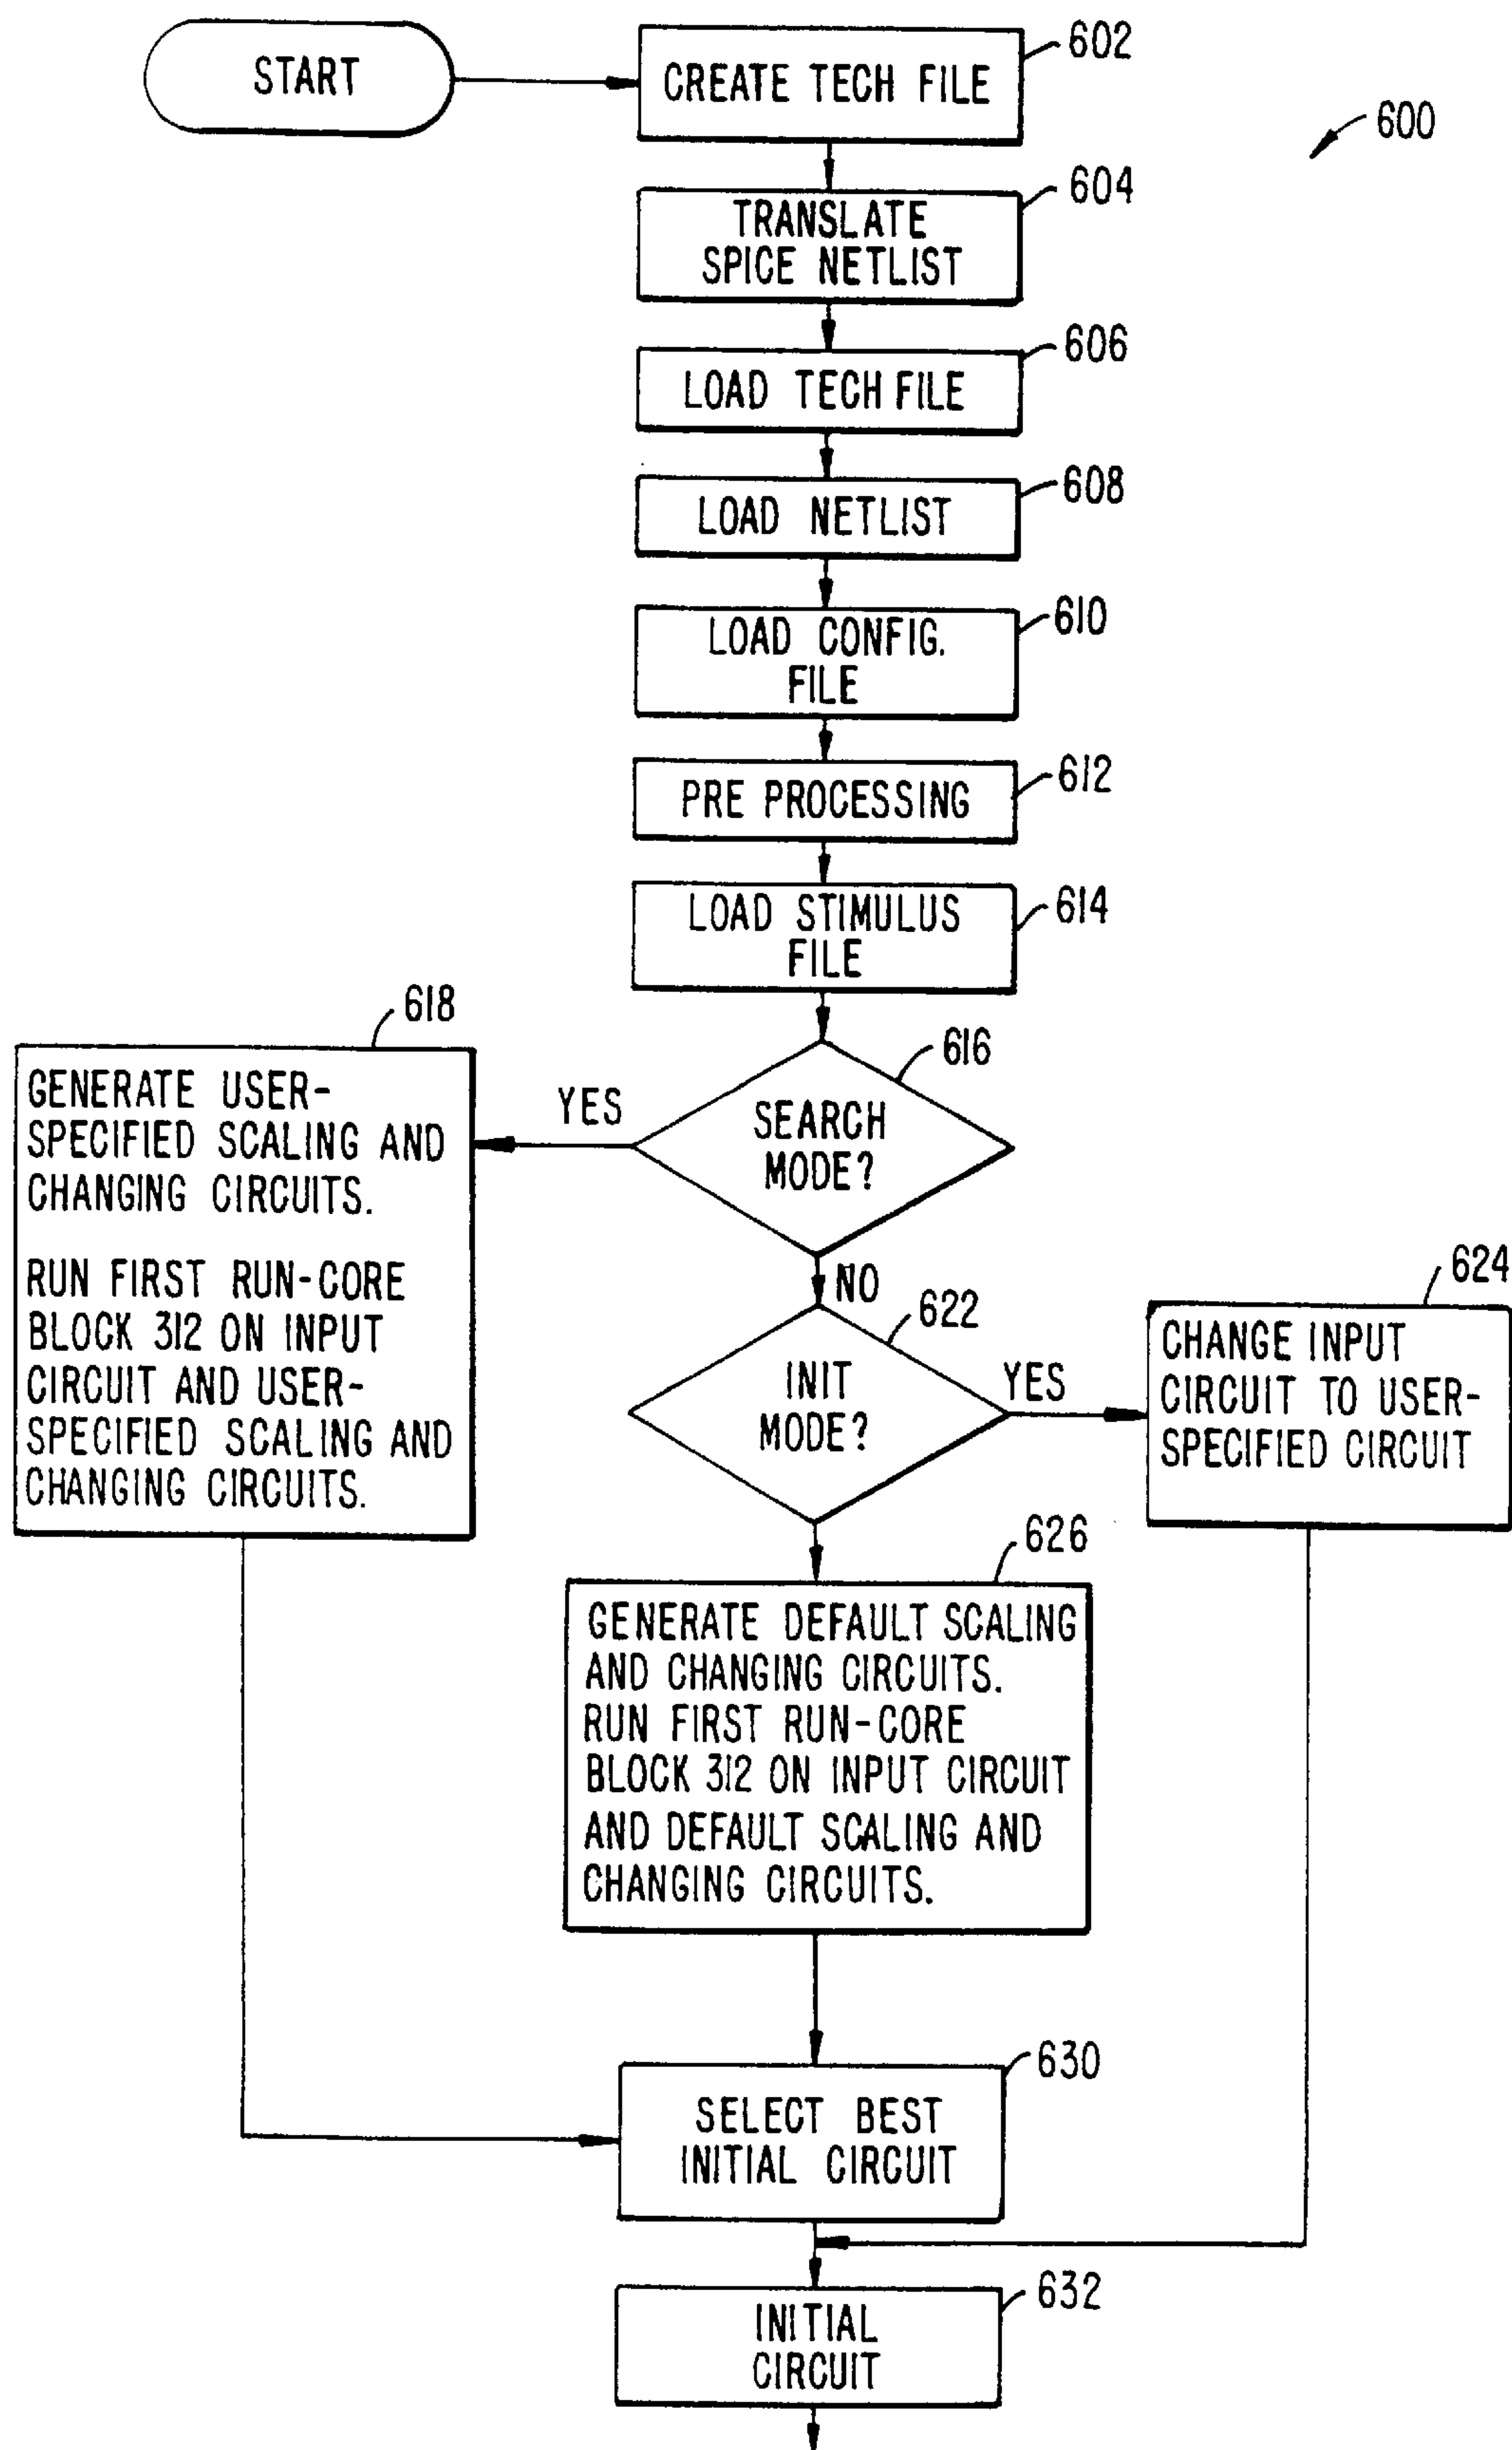 START
CREATE TECH FILE
602
600
TRANSLATE
SPICE NETLIST
604
LOAD TECH FILE
606
LOAD NETLIST
608
LOAD CONFIG.
FILE
610
PRE PROCESSING
612
LOAD STIMULUS
FILE
614
SEARCH
MODE?
616
YES
618
GENERATE USER-
SPECIFIED SCALING AND
CHANGING CIRCUITS.
RUN FIRST RUN-CORE
BLOCK 312 ON INPUT
CIRCUIT AND USER-
SPECIFIED SCALING AND
CHANGING CIRCUITS.
NO
INIT
MODE?
622
YES
624
CHANGE INPUT
CIRCUIT TO USER-
SPECIFIED CIRCUIT
626
GENERATE DEFAULT SCALING
AND CHANGING CIRCUITS.
RUN FIRST RUN-CORE
BLOCK 312 ON INPUT CIRCUIT
AND DEFAULT SCALING AND
CHANGING CIRCUITS.
630
SELECT BEST
INITIAL CIRCUIT
632
INITIAL
CIRCUIT